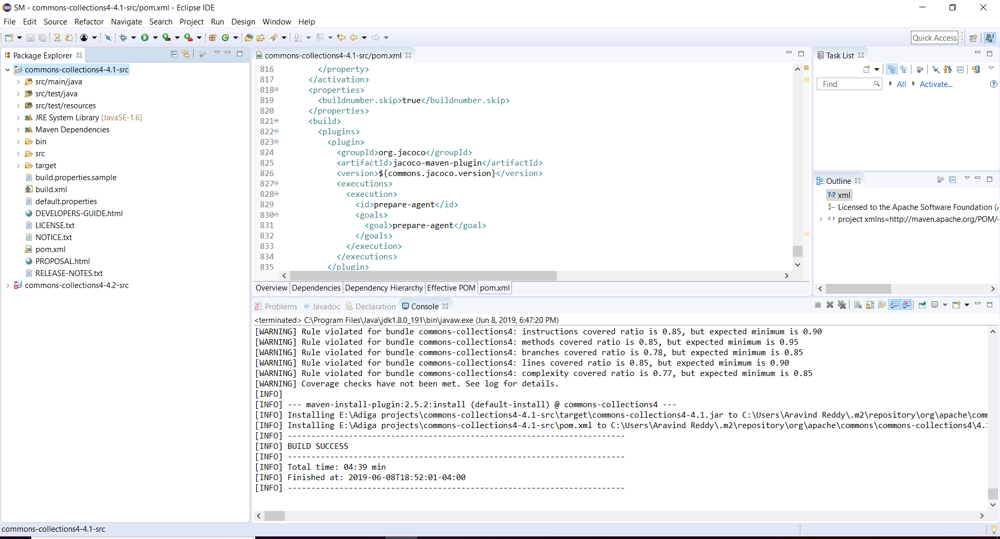 SM - commons-collections4-4.1-src/pom.xml - Eclipse IDE
File Edit Source Refactor Navigate Search Project Run Design Window Help
Quick Access
Package Explorer
commons-collections4-4.1-src
src/main/java
src/test/java
src/test/resources
JRE System Library [JavaSE-1.6]
Maven Dependencies
bin
src
target
build.properties.sample
build.xml
default.properties
DEVELOPERS-GUIDE.html
LICENSE.txt
NOTICE.txt
pom.xml
PROPOSAL.html
RELEASE-NOTES.txt
commons-collections4-4.2-src
commons-collections4-4.1-src/pom.xml
816 </property>
817 </activation>
818 <properties>
819 <buildnumber.skip>true</buildnumber.skip>
820 </properties>
821 <build>
822 <plugins>
823 <plugin>
824 <groupId>org.jacoco</groupId>
825 <artifactId>jacoco-maven-plugin</artifactId>
826 <version>${commons.jacoco.version}</version>
827 <executions>
828 <execution>
829 <id>prepare-agent</id>
830 <goals>
831 <goal>prepare-agent</goal>
832 </goals>
833 </execution>
834 </executions>
835 </plugin>
Overview Dependencies Dependency Hierarchy Effective POM pom.xml
Task List
Find All Activate...
Outline
?=? xml
Licensed to the Apache Software Foundation (
project xmlns=http://maven.apache.org/POM/
Problems @ Javadoc Declaration Console
<terminated> C:\Program Files\Java\jdk1.8.0_191\bin\javaw.exe (Jun 8, 2019, 6:47:20 PM)
[WARNING] Rule violated for bundle commons-collections4: instructions covered ratio is 0.85, but expected minimum is 0.90
[WARNING] Rule violated for bundle commons-collections4: methods covered ratio is 0.85, but expected minimum is 0.95
[WARNING] Rule violated for bundle commons-collections4: branches covered ratio is 0.78, but expected minimum is 0.85
[WARNING] Rule violated for bundle commons-collections4: lines covered ratio is 0.85, but expected minimum is 0.90
[WARNING] Rule violated for bundle commons-collections4: complexity covered ratio is 0.77, but expected minimum is 0.85
[WARNING] Coverage checks have not been met. See log for details.
[INFO]
[INFO] --- maven-install-plugin:2.5.2:install (default-install) @ commons-collections4 ---
[INFO] Installing E:\Adiga projects\commons-collections4-4.1-src\target\commons-collections4-4.1.jar to C:\Users\Aravind Reddy\.m2\repository\org\apache\com
[INFO] Installing E:\Adiga projects\commons-collections4-4.1-src\pom.xml to C:\Users\Aravind Reddy\.m2\repository\org\apache\commons\commons-collections4\4.1
[INFO] ------------------------------------------------------------------------
[INFO] BUILD SUCCESS
[INFO] ------------------------------------------------------------------------
[INFO] Total time: 04:39 min
[INFO] Finished at: 2019-06-08T18:52:01-04:00
[INFO] ------------------------------------------------------------------------
commons-collections4-4.1-src